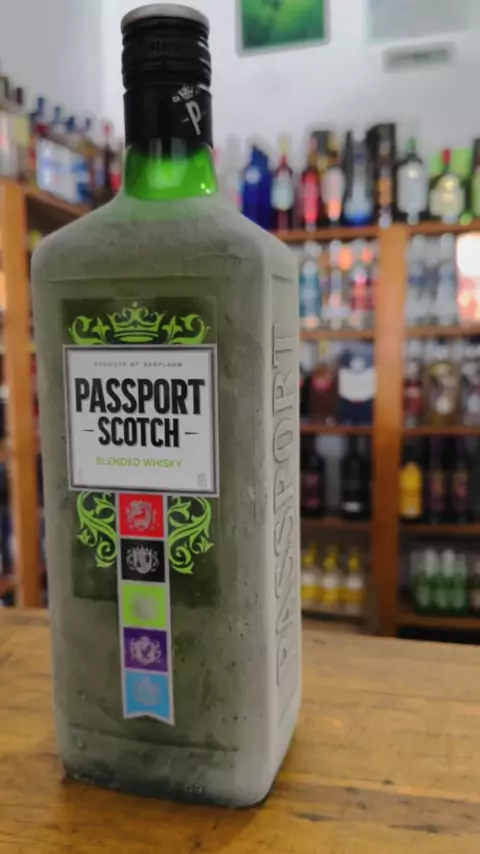 P
PRODUCT OF SCOTLAND
PASSPORT
SCOTCH
BLENDED WHISKY
PASSPORT